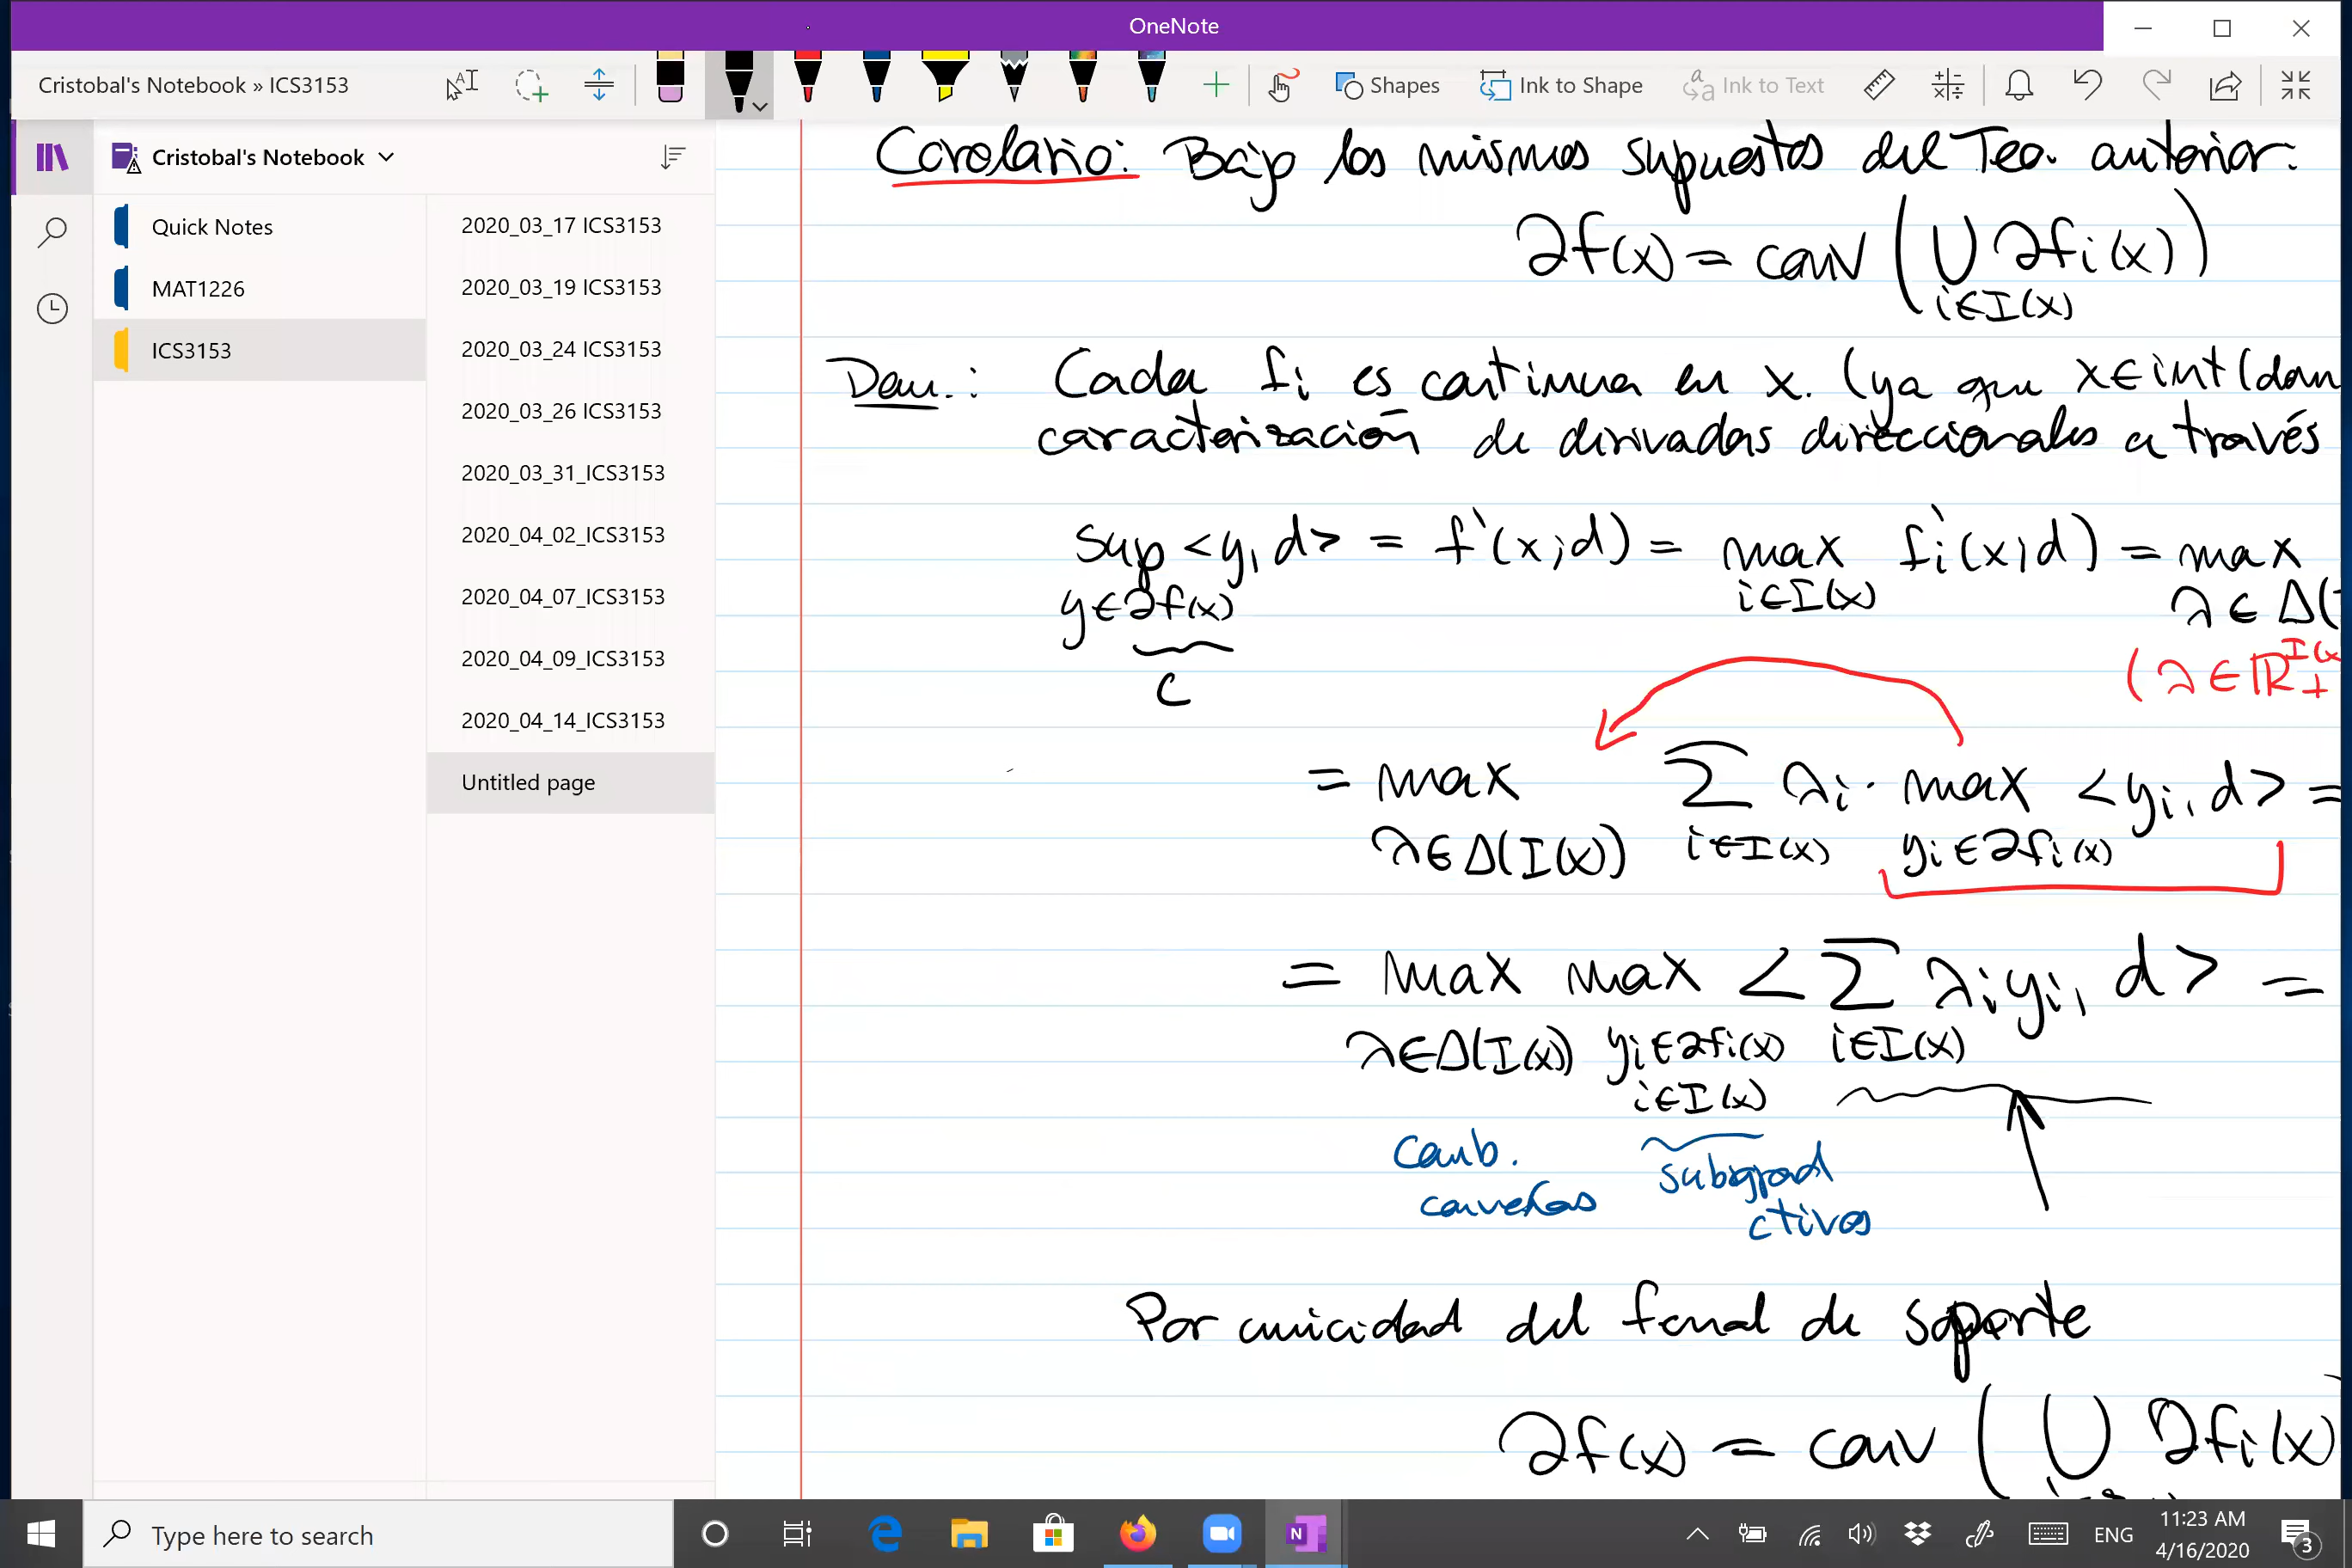 OneNote
Cristobal's Notebook » ICS3153
Shapes
Ink to Shape
Ink to Text
Cristobal's Notebook
Quick Notes
MAT1226
ICS3153
2020_03_17 ICS3153
2020_03_19 ICS3153
2020_03_24 ICS3153
2020_03_26 ICS3153
2020_03_31_ICS3153
2020_04_02_ICS3153
2020_04_07_ICS3153
2020_04_09_ICS3153
2020_04_14_ICS3153
Untitled page
Corolario: Bajo los mismos supuestos del Teo. anterior:
∂f(x) = conv (∪ ∂fi(x))
i∈I(x)
Dem.: Cada fi es continua en x. (ya que x∈int(dom
caracterización de derivadas direccionales a través
sup <y, d> = f'(x;d) = max fi'(x;d) = max
y∈∂f(x) i∈I(x) λ∈Δ(
C
(λ∈ℝ+^I(x
= max Σ λi · max <yi, d> =
λ∈Δ(I(x)) i∈I(x) yi∈∂fi(x)
= max max <Σ λiyi, d> =
λ∈Δ(I(x)) yi∈∂fi(x) i∈I(x)
i∈I(x)
Comb. subgrad
convexas ctivos
Por unicidad del fcnal de soporte
∂f(x) = conv (∪ ∂fi(x)
Type here to search
ENG
11:23 AM
4/16/2020
3